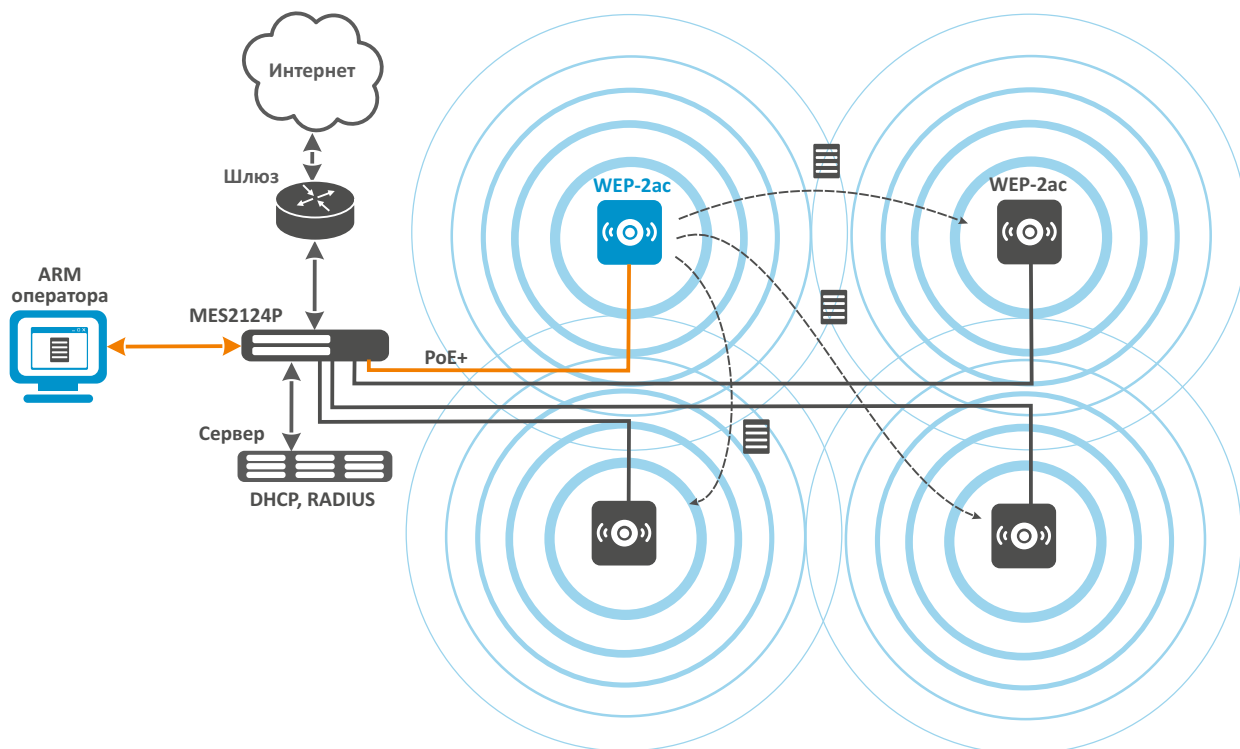 Интернет
Шлюз
WEP-2ac
WEP-2ac
ARM
оператора
MES2124P
PoE+
Сервер
DHCP, RADIUS